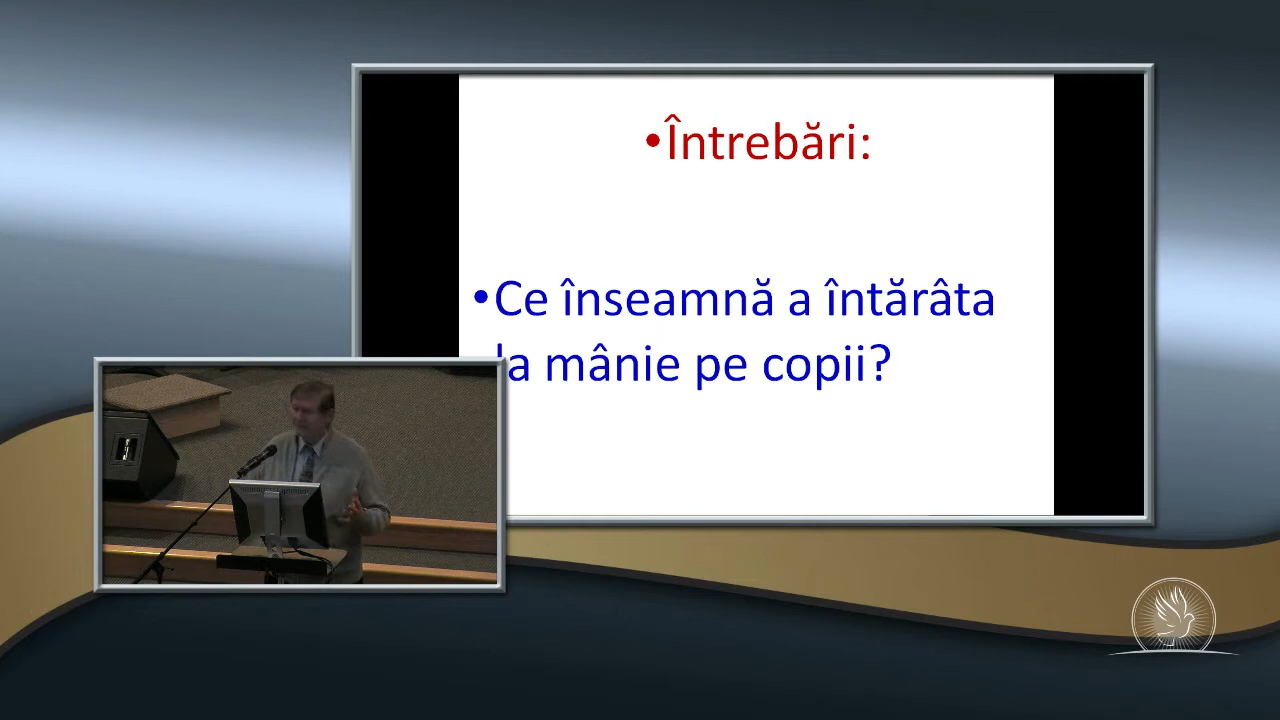 •Întrebări:
•Ce înseamnă a întărâta
la mânie pe copii?